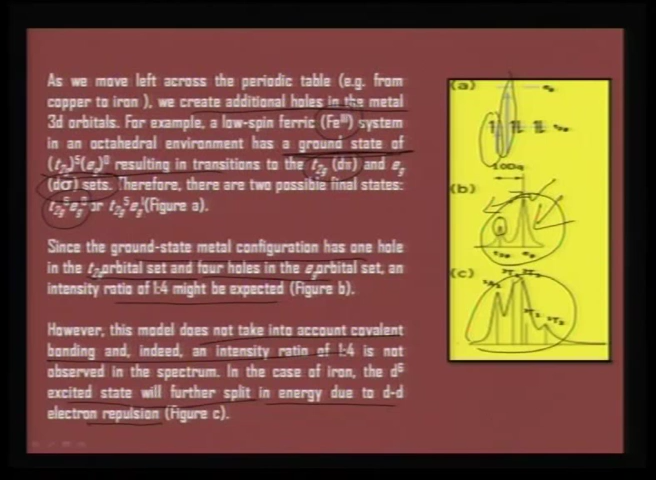 As we move left across the periodic table (e.g. from
copper to iron ), we create additional holes in the metal
3d orbitals. For example, a low-spin ferric (Feᴵᴵᴵ) system
in an octahedral environment has a ground state of
(t₂g)⁵(eg)⁰ resulting in transitions to the t₂g (dπ) and eg
(dσ) sets. Therefore, there are two possible final states:
t₂g⁶eg⁰ or t₂g⁵eg¹(Figure a).
Since the ground-state metal configuration has one hole
in the t₂gorbital set and four holes in the egorbital set, an
intensity ratio of 1:4 might be expected (Figure b).
However, this model does not take into account covalent
bonding and, indeed, an intensity ratio of 1:4 is not
observed in the spectrum. In the case of iron, the d⁶
excited state will further split in energy due to d-d
electron repulsion (Figure c).
(a)
10Dq
(b)
(c)